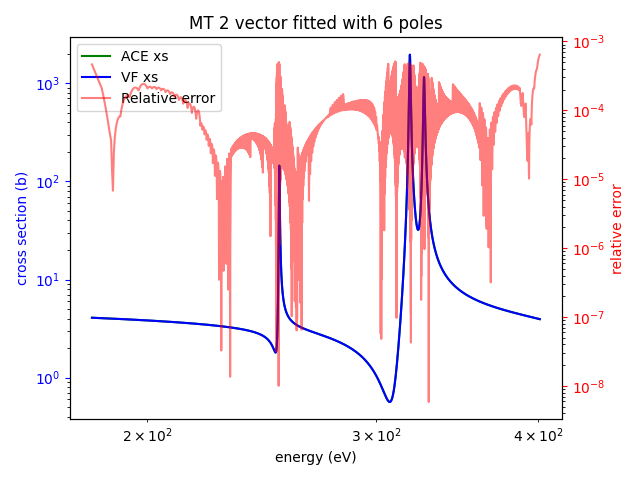 MT 2 vector fitted with 6 poles
ACE xs
VF xs
Relative error
cross section (b)
10³
10²
10¹
10⁰
10⁻³
10⁻⁴
10⁻⁵
10⁻⁶
10⁻⁷
10⁻⁸
relative error
2 × 10²
3 × 10²
4 × 10²
energy (eV)